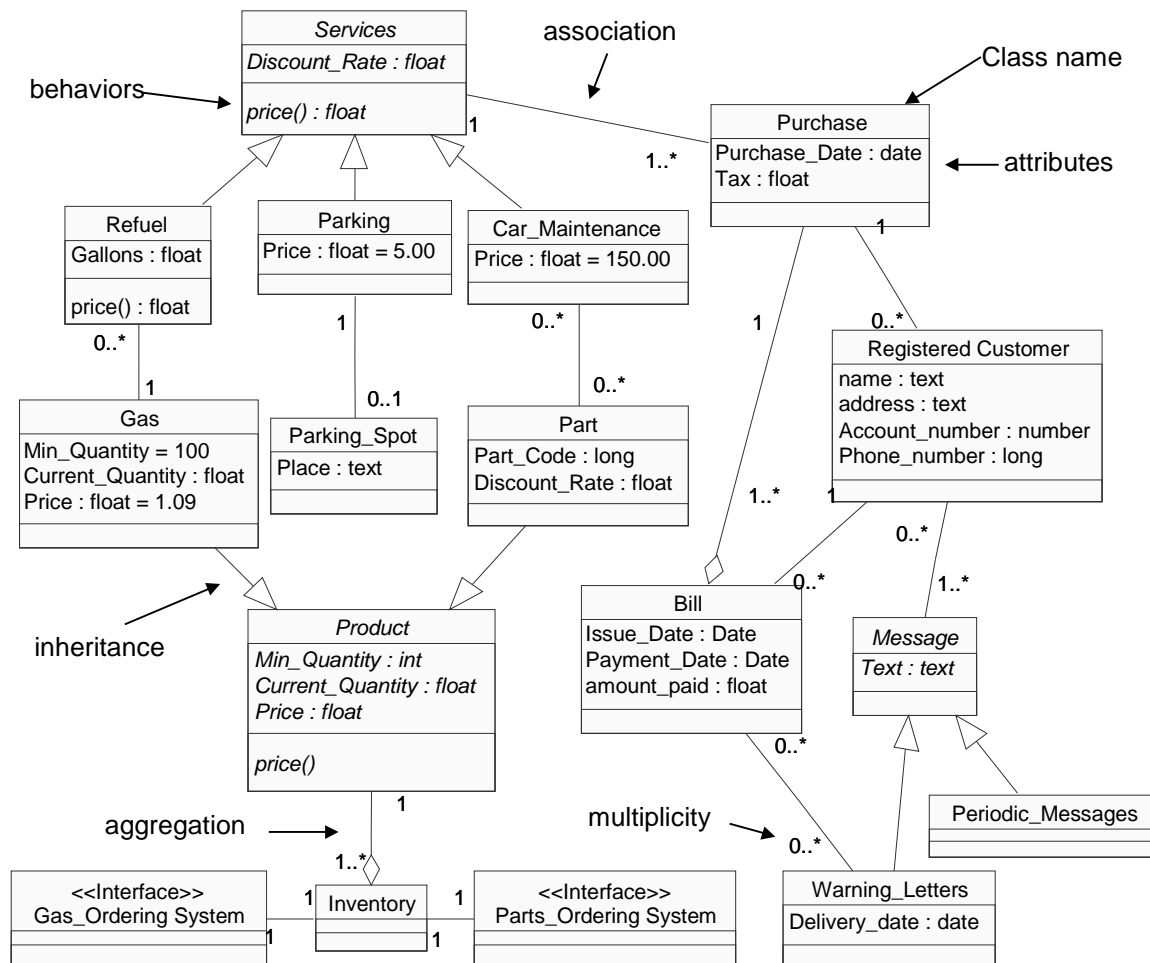 Services
Discount_Rate : float
price() : float
behaviors
association
Class name
1
1..*
Purchase
Purchase_Date : date
Tax : float
attributes
Refuel
Gallons : float
price() : float
Parking
Price : float = 5.00
Car_Maintenance
Price : float = 150.00
1
0..*
1
0..*
1
0..*
1
0..1
0..*
Gas
Min_Quantity = 100
Current_Quantity : float
Price : float = 1.09
Parking_Spot
Place : text
Part
Part_Code : long
Discount_Rate : float
Registered Customer
name : text
address : text
Account_number : number
Phone_number : long
1..*
1
0..*
0..*
1..*
inheritance
Product
Min_Quantity : int
Current_Quantity : float
Price : float
price()
Bill
Issue_Date : Date
Payment_Date : Date
amount_paid : float
Message
Text : text
0..*
multiplicity
0..*
Periodic_Messages
1
aggregation
1..*
<<Interface>>
Gas_Ordering System
1
1
Inventory
1
1
<<Interface>>
Parts_Ordering System
Warning_Letters
Delivery_date : date